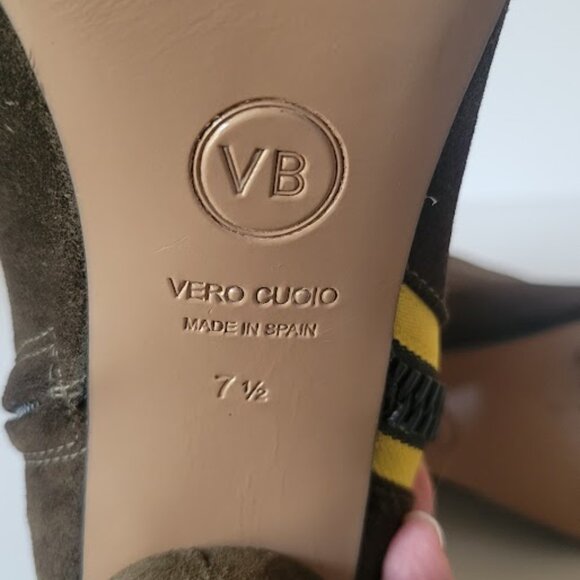 VB
VERO CUOIO
MADE IN SPAIN
7 ½